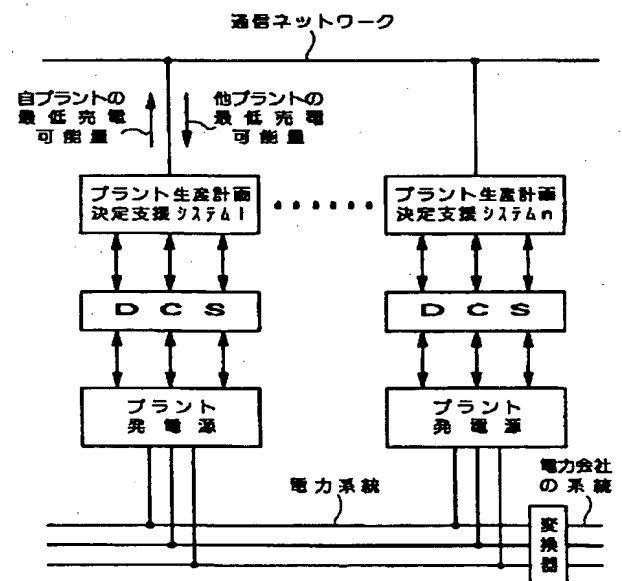 通信ネットワーク
自プラントの
最低充電
可能量
他プラントの
最低充電
可能量
プラント生産計画
決定支援システム1
プラント生産計画
決定支援システムn
DCS
DCS
プラント
発電源
プラント
発電源
電力系統
電力会社
の系統
変換器